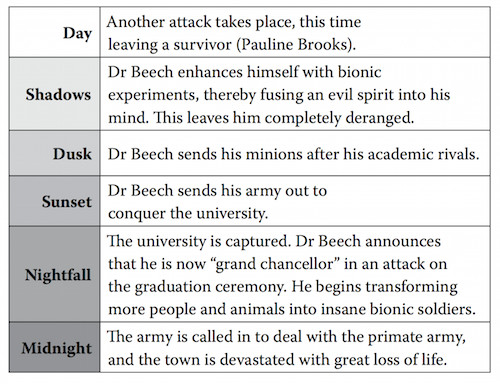 Day
Another attack takes place, this time
leaving a survivor (Pauline Brooks).
Shadows
Dr Beech enhances himself with bionic
experiments, thereby fusing an evil spirit into his
mind. This leaves him completely deranged.
Dusk
Dr Beech sends his minions after his academic rivals.
Sunset
Dr Beech sends his army out to
conquer the university.
Nightfall
The university is captured. Dr Beech announces
that he is now “grand chancellor” in an attack on
the graduation ceremony. He begins transforming
more people and animals into insane bionic soldiers.
Midnight
The army is called in to deal with the primate army,
and the town is devastated with great loss of life.